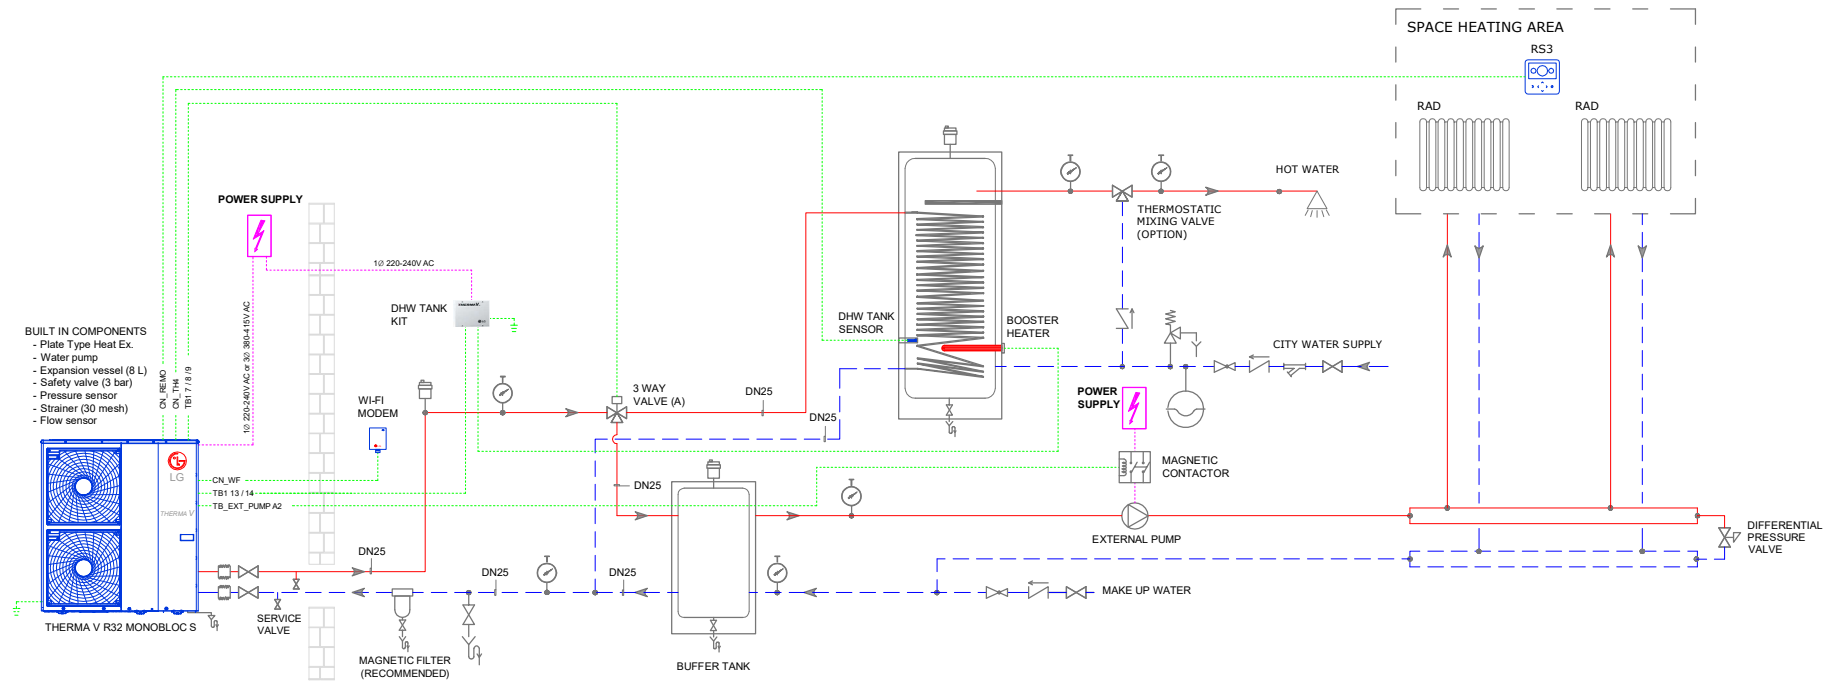 SPACE HEATING AREA
RS3
RAD
RAD
HOT WATER
THERMOSTATIC
MIXING VALVE
(OPTION)
POWER SUPPLY
1Ø 220-240V AC
1Ø 220-240V AC or 3Ø 380-415V AC
DHW TANK
KIT
THERMA V.
DHW TANK
SENSOR
BOOSTER
HEATER
CITY WATER SUPPLY
BUILT IN COMPONENTS
- Plate Type Heat Ex.
- Water pump
- Expansion vessel (8 L)
- Safety valve (3 bar)
- Pressure sensor
- Strainer (30 mesh)
- Flow sensor
CN_REMO
CN_TH4
TB1 7 / 8 /9
WI-FI
MODEM
3 WAY
VALVE (A)
DN25
DN25
POWER
SUPPLY
MAGNETIC
CONTACTOR
LG
THERMA V
CN_WF
TB1 13 / 14
TB_EXT_PUMP A2
DN25
EXTERNAL PUMP
DIFFERENTIAL
PRESSURE
VALVE
DN25
DN25
DN25
MAKE UP WATER
SERVICE
VALVE
THERMA V R32 MONOBLOC S
MAGNETIC FILTER
(RECOMMENDED)
BUFFER TANK